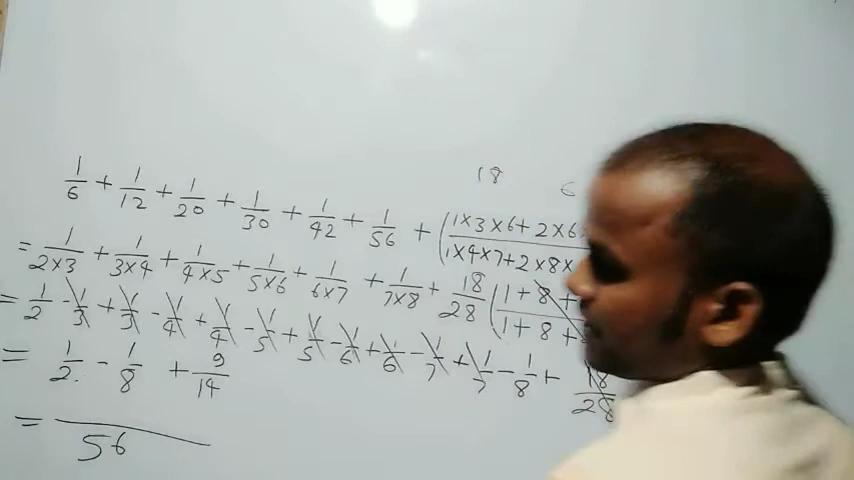 18 6
1/6 + 1/12 + 1/20 + 1/30 + 1/42 + 1/56 + (1×3×6+2×6× / 1×4×7+2×8×
= 1/2×3 + 1/3×4 + 1/4×5 + 1/5×6 + 1/6×7 + 1/7×8 + 18/28 (1+8+ / 1+8+
= 1/2 - 1/3 + 1/3 - 1/4 + 1/4 - 1/5 + 1/5 - 1/6 + 1/6 - 1/7 + 1/7 - 1/8 + 18/28
= 1/2 - 1/8 + 9/14
= /56